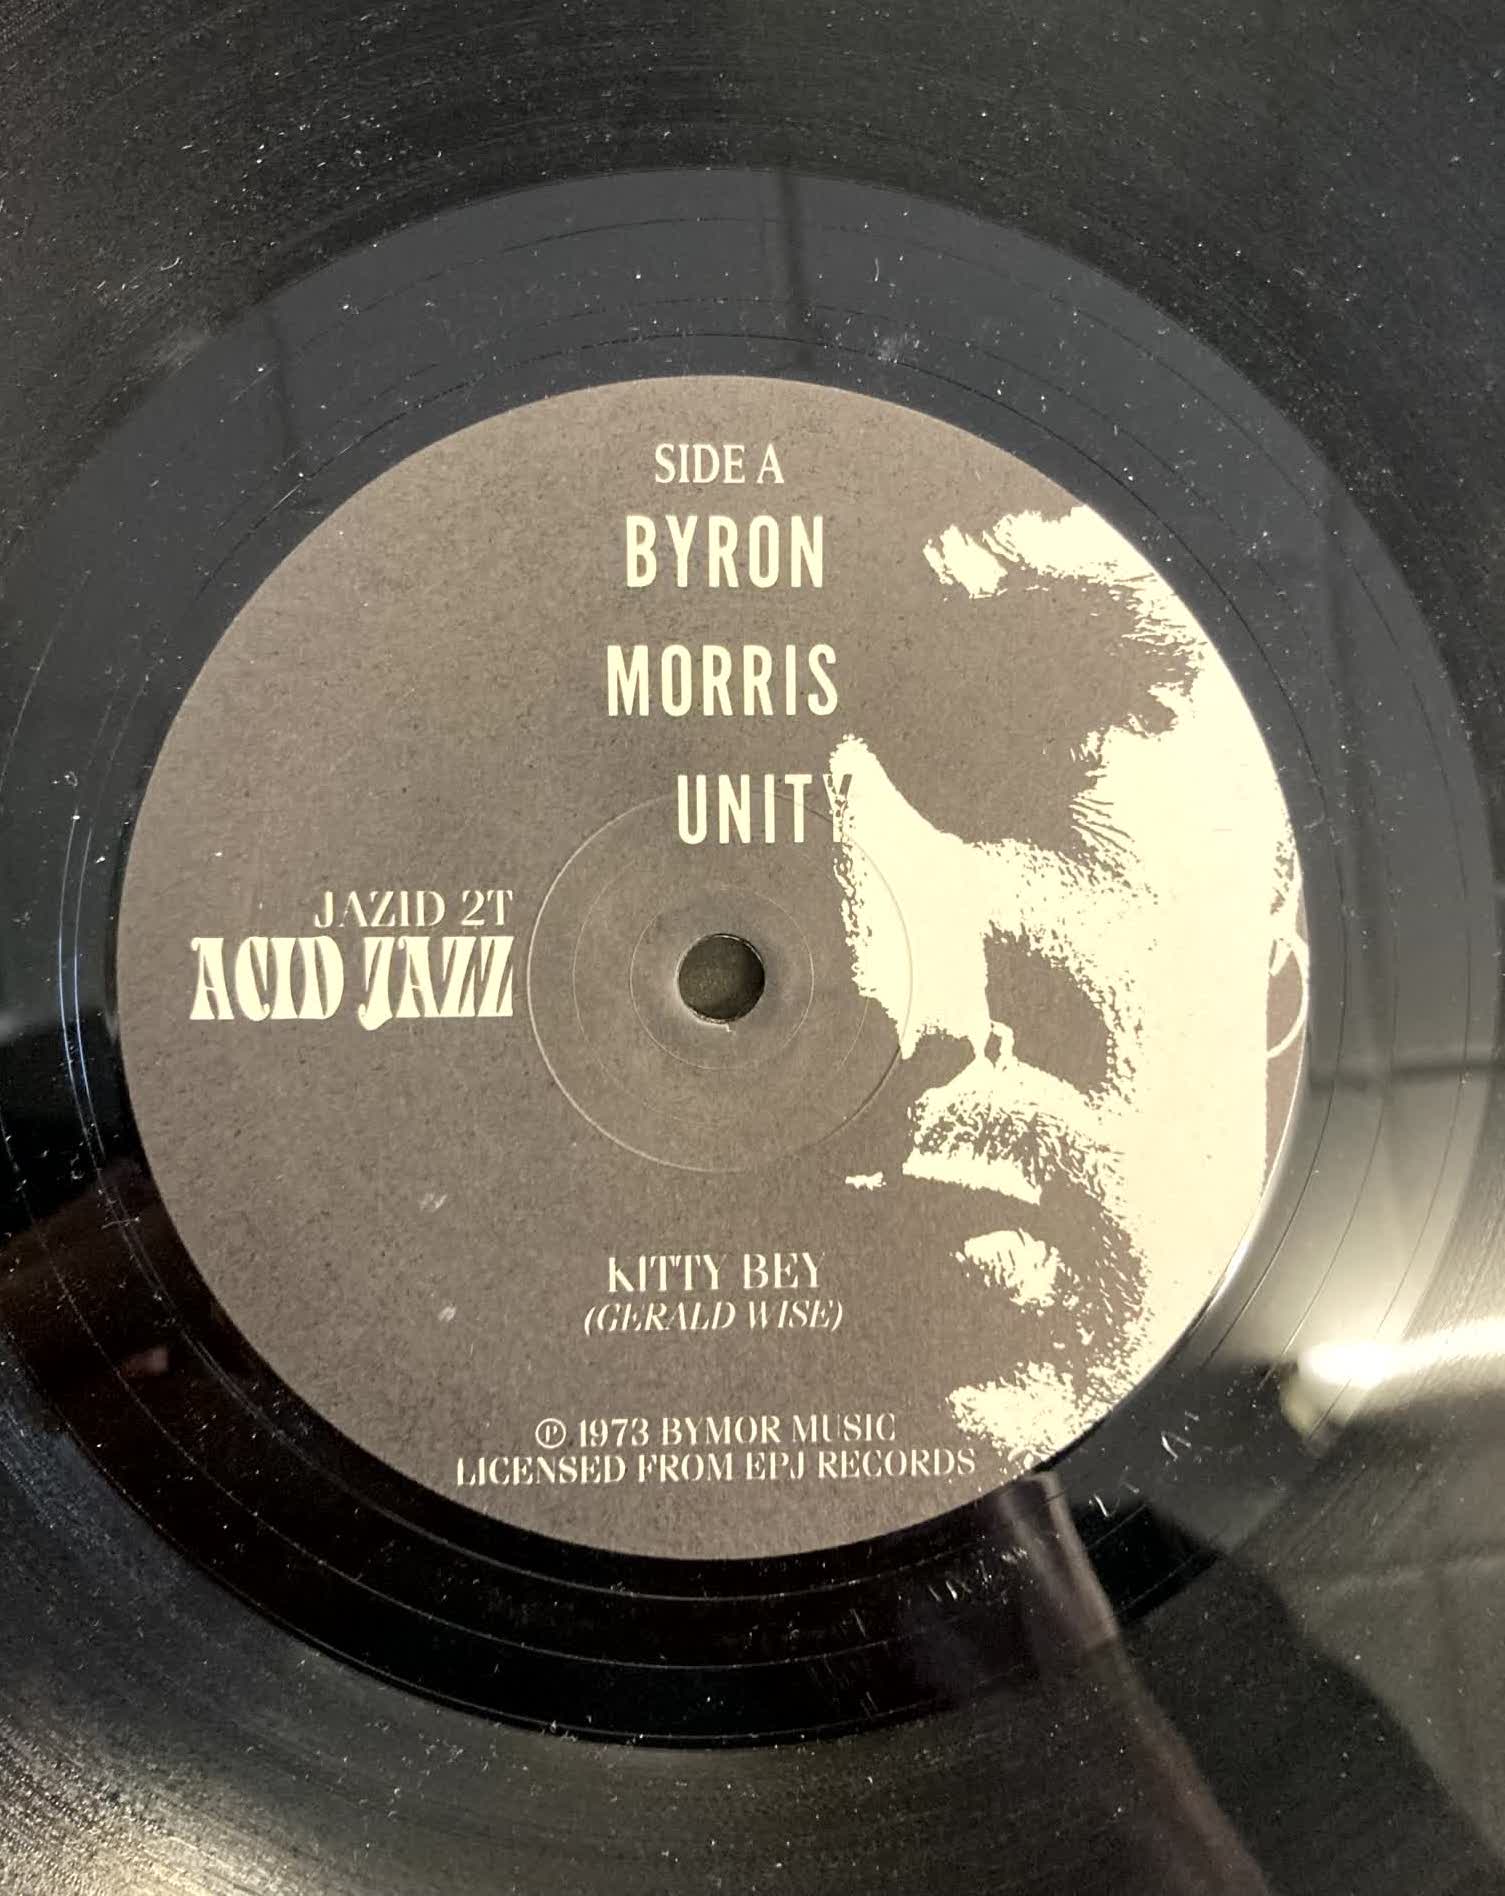 SIDE A
BYRON
MORRIS
UNITY
JAZID 2T
ACID JAZZ
KITTY BEY
(GERALD WISE)
℗ 1973 BYMOR MUSIC
LICENSED FROM EPJ RECORDS